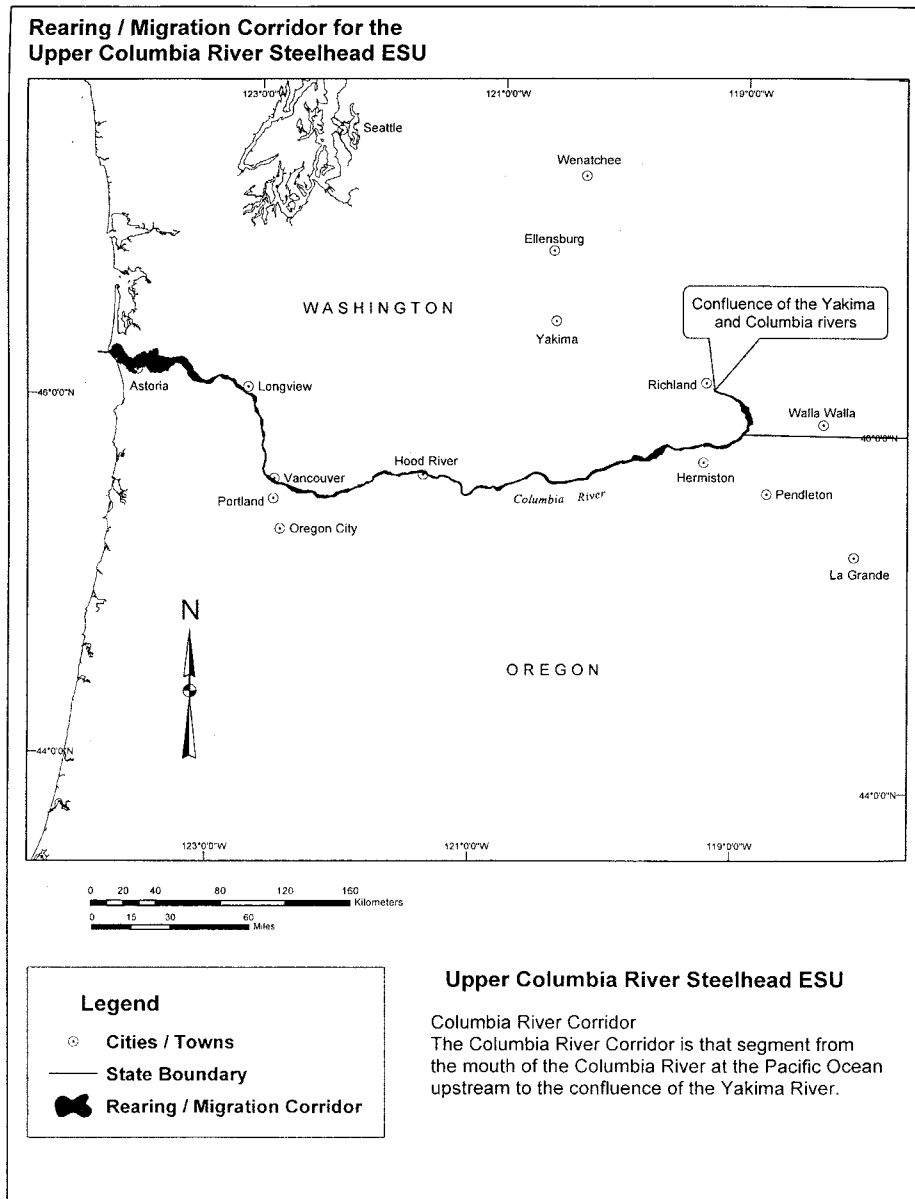 Rearing / Migration Corridor for the
Upper Columbia River Steelhead ESU
123°0'0"W
121°0'0"W
119°0'0"W
Seattle
Wenatchee
Ellensburg
WASHINGTON
Yakima
Confluence of the Yakima
and Columbia rivers
Astoria
46°0'0"N
Longview
Richland
Walla Walla
46°0'0"N
Vancouver
Hood River
Portland
Columbia River
Hermiston
Pendleton
Oregon City
La Grande
N
OREGON
44°0'0"N
44°0'0"N
123°0'0"W
121°0'0"W
119°0'0"W
0 20 40 80 120 160
Kilometers
0 15 30 60
Miles
Legend
Cities / Towns
State Boundary
Rearing / Migration Corridor
Upper Columbia River Steelhead ESU
Columbia River Corridor
The Columbia River Corridor is that segment from
the mouth of the Columbia River at the Pacific Ocean
upstream to the confluence of the Yakima River.